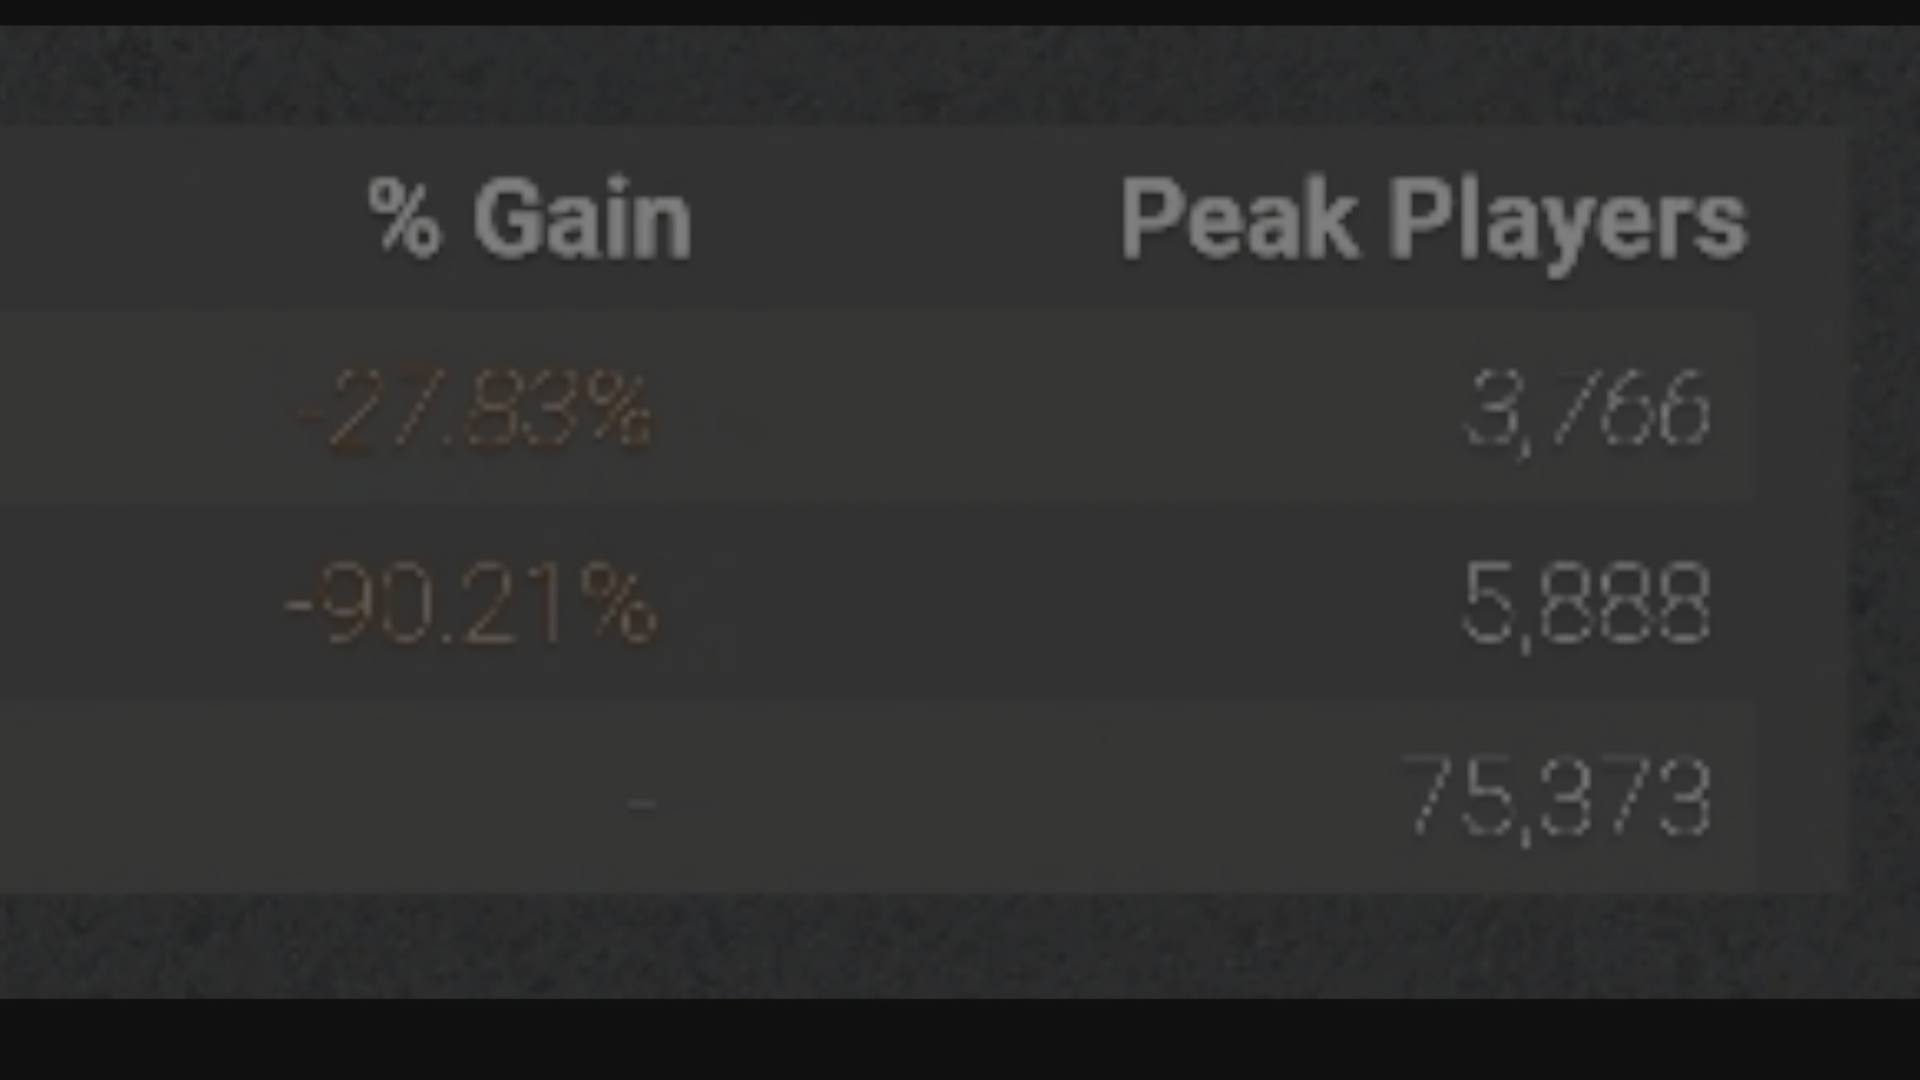 % Gain Peak Players
-27.83% 3,766
-90.21% 5,888
- 75,373